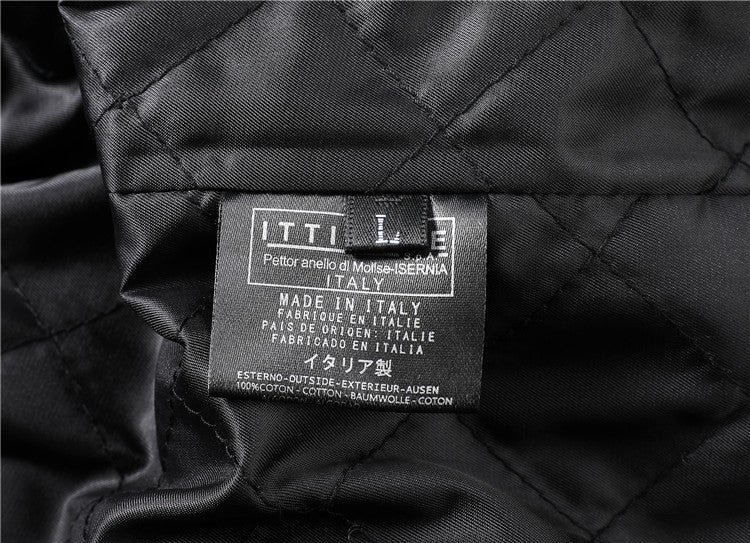 ITTI E
L
S.p.A.
Pettor anello di Molise-ISERNIA
ITALY
MADE IN ITALY
FABRIQUE EN ITALIE
PAIS DE ORIQEN: ITALIE
FABRICADO EN ITALIA
イタリア製
ESTERNO-OUTSIDE-EXTERIEUR-AUSEN
100%COTON - COTTON - BAUMWOLLE - COTON